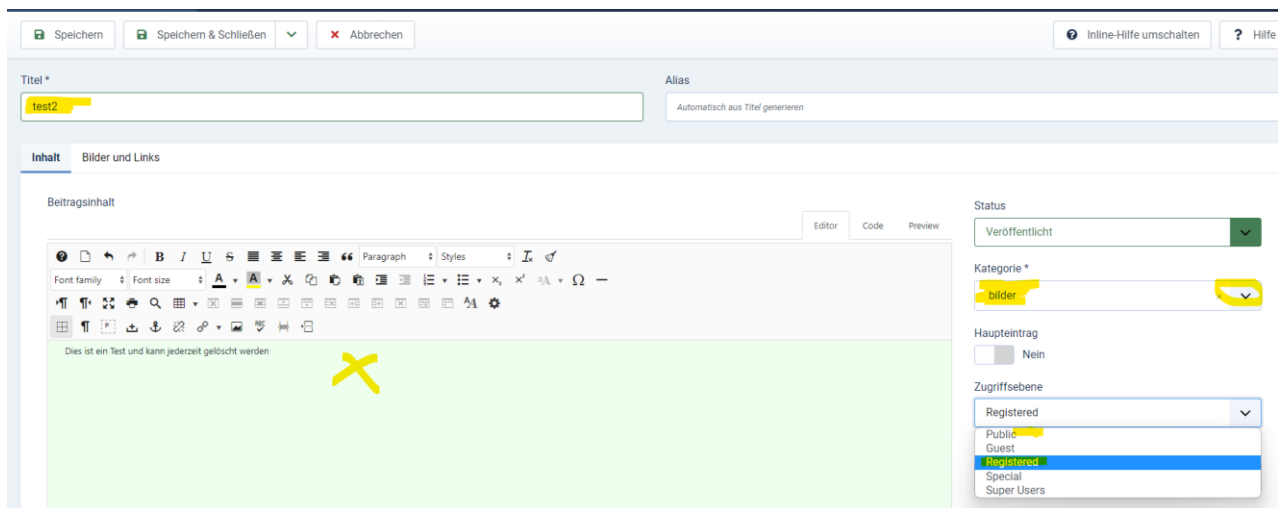 Speichern
Speichern & Schließen
Abbrechen
Inline-Hilfe umschalten
? Hilfe
Titel *
Alias
test2
Automatisch aus Titel generieren
Inhalt
Bilder und Links
Beitragsinhalt
Editor
Code
Preview
Status
Veröffentlicht
Paragraph
Styles
Font family
Font size
Kategorie *
bilder
Haupteintrag
Nein
Dies ist ein Test und kann jederzeit gelöscht werden
Zugriffsebene
Registered
Public
Guest
Registered
Special
Super Users